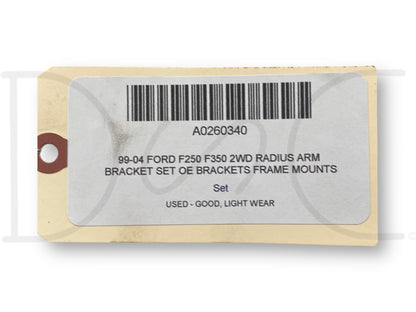 A0260340
99-04 FORD F250 F350 2WD RADIUS ARM
BRACKET SET OE BRACKETS FRAME MOUNTS
Set
USED - GOOD, LIGHT WEAR